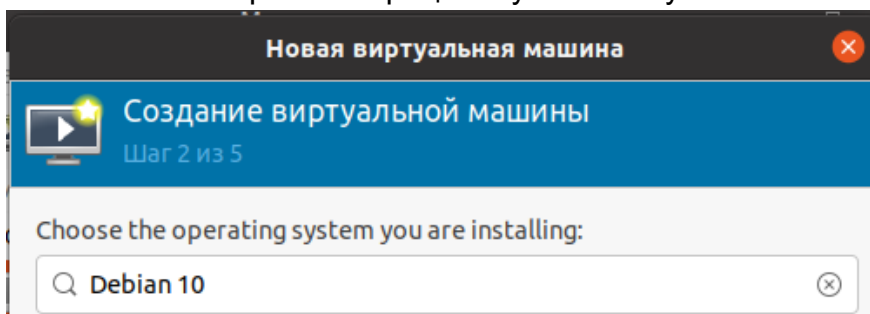 Новая виртуальная машина
Создание виртуальной машины
Шаг 2 из 5
Choose the operating system you are installing:
Debian 10